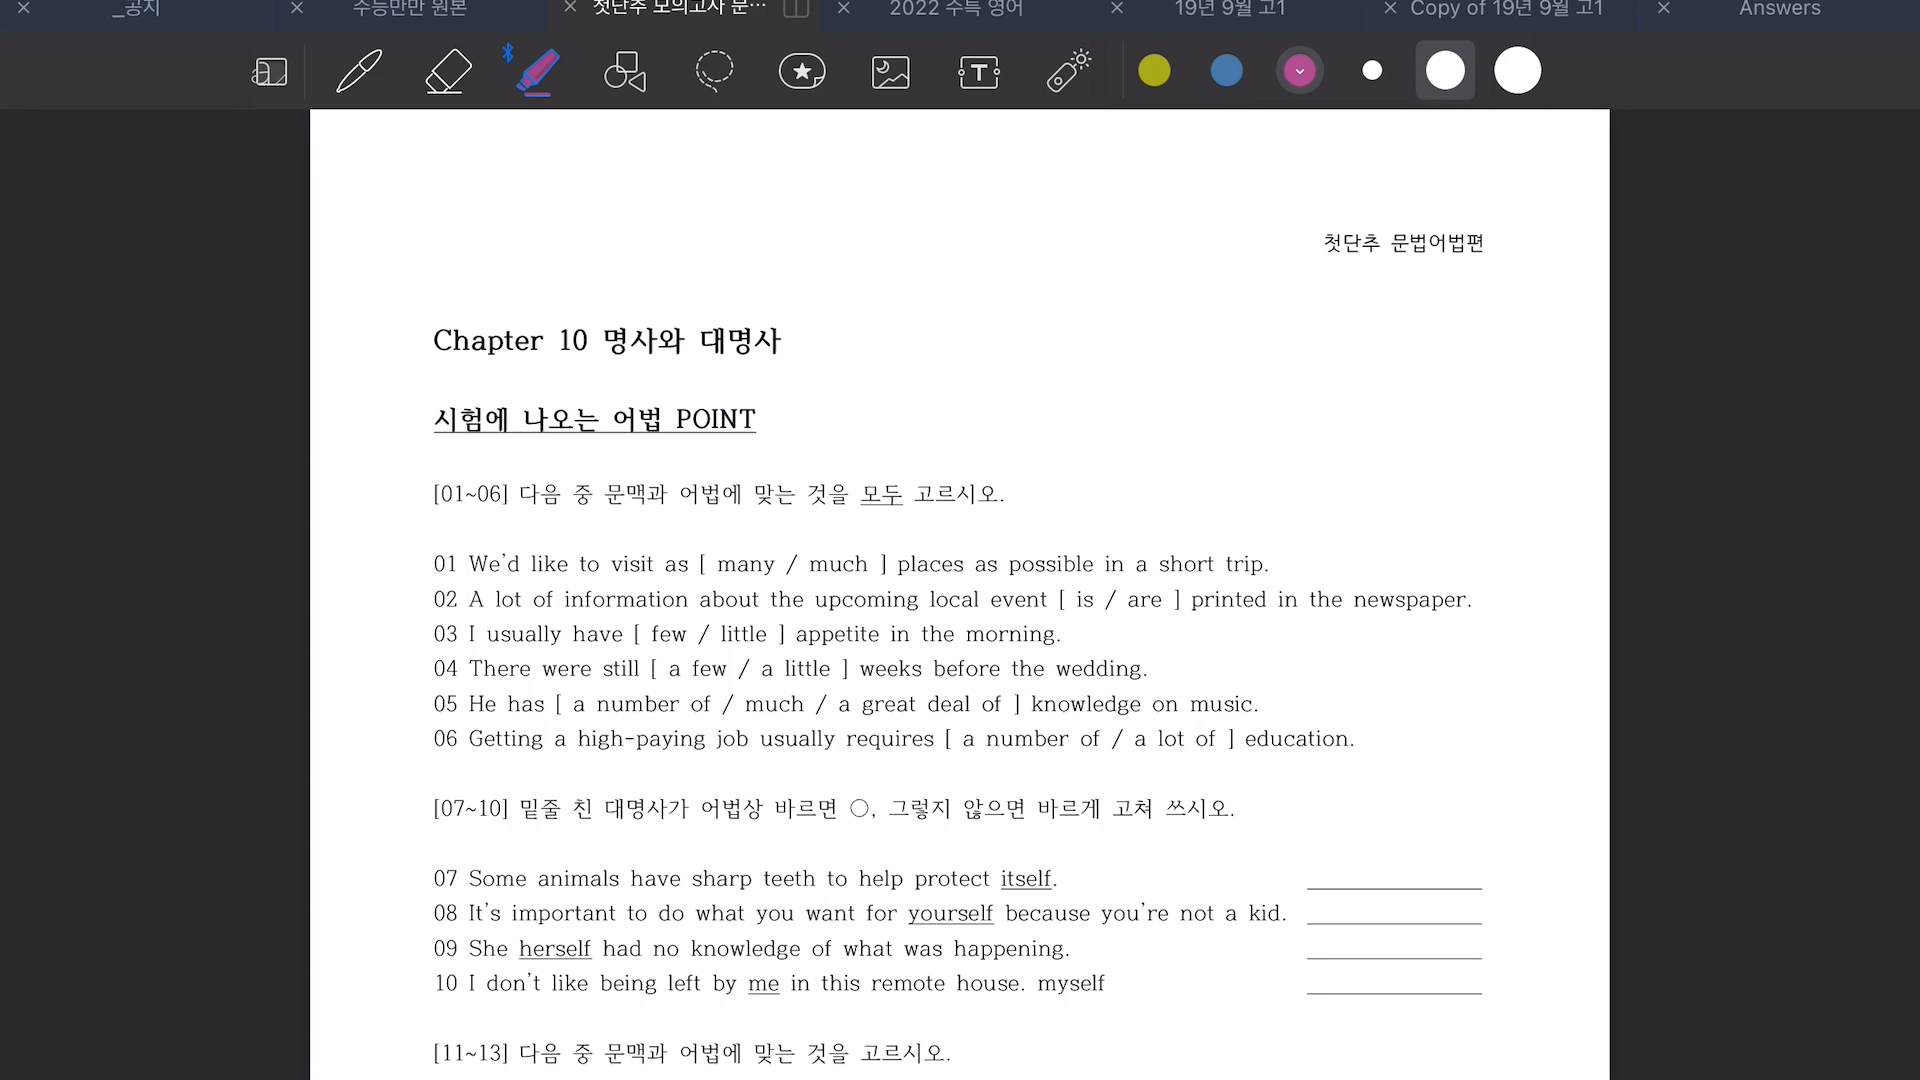 _공지
수능만만 원본
첫단추 모의고사 문…
2022 수특 영어
19년 9월 고1
Copy of 19년 9월 고1
Answers
첫단추 문법어법편
Chapter 10 명사와 대명사
시험에 나오는 어법 POINT
[01~06] 다음 중 문맥과 어법에 맞는 것을 모두 고르시오.
01 We'd like to visit as [ many / much ] places as possible in a short trip.
02 A lot of information about the upcoming local event [ is / are ] printed in the newspaper.
03 I usually have [ few / little ] appetite in the morning.
04 There were still [ a few / a little ] weeks before the wedding.
05 He has [ a number of / much / a great deal of ] knowledge on music.
06 Getting a high-paying job usually requires [ a number of / a lot of ] education.
[07~10] 밑줄 친 대명사가 어법상 바르면 ○, 그렇지 않으면 바르게 고쳐 쓰시오.
07 Some animals have sharp teeth to help protect itself.
08 It's important to do what you want for yourself because you're not a kid.
09 She herself had no knowledge of what was happening.
10 I don't like being left by me in this remote house. myself
[11~13] 다음 중 문맥과 어법에 맞는 것을 고르시오.